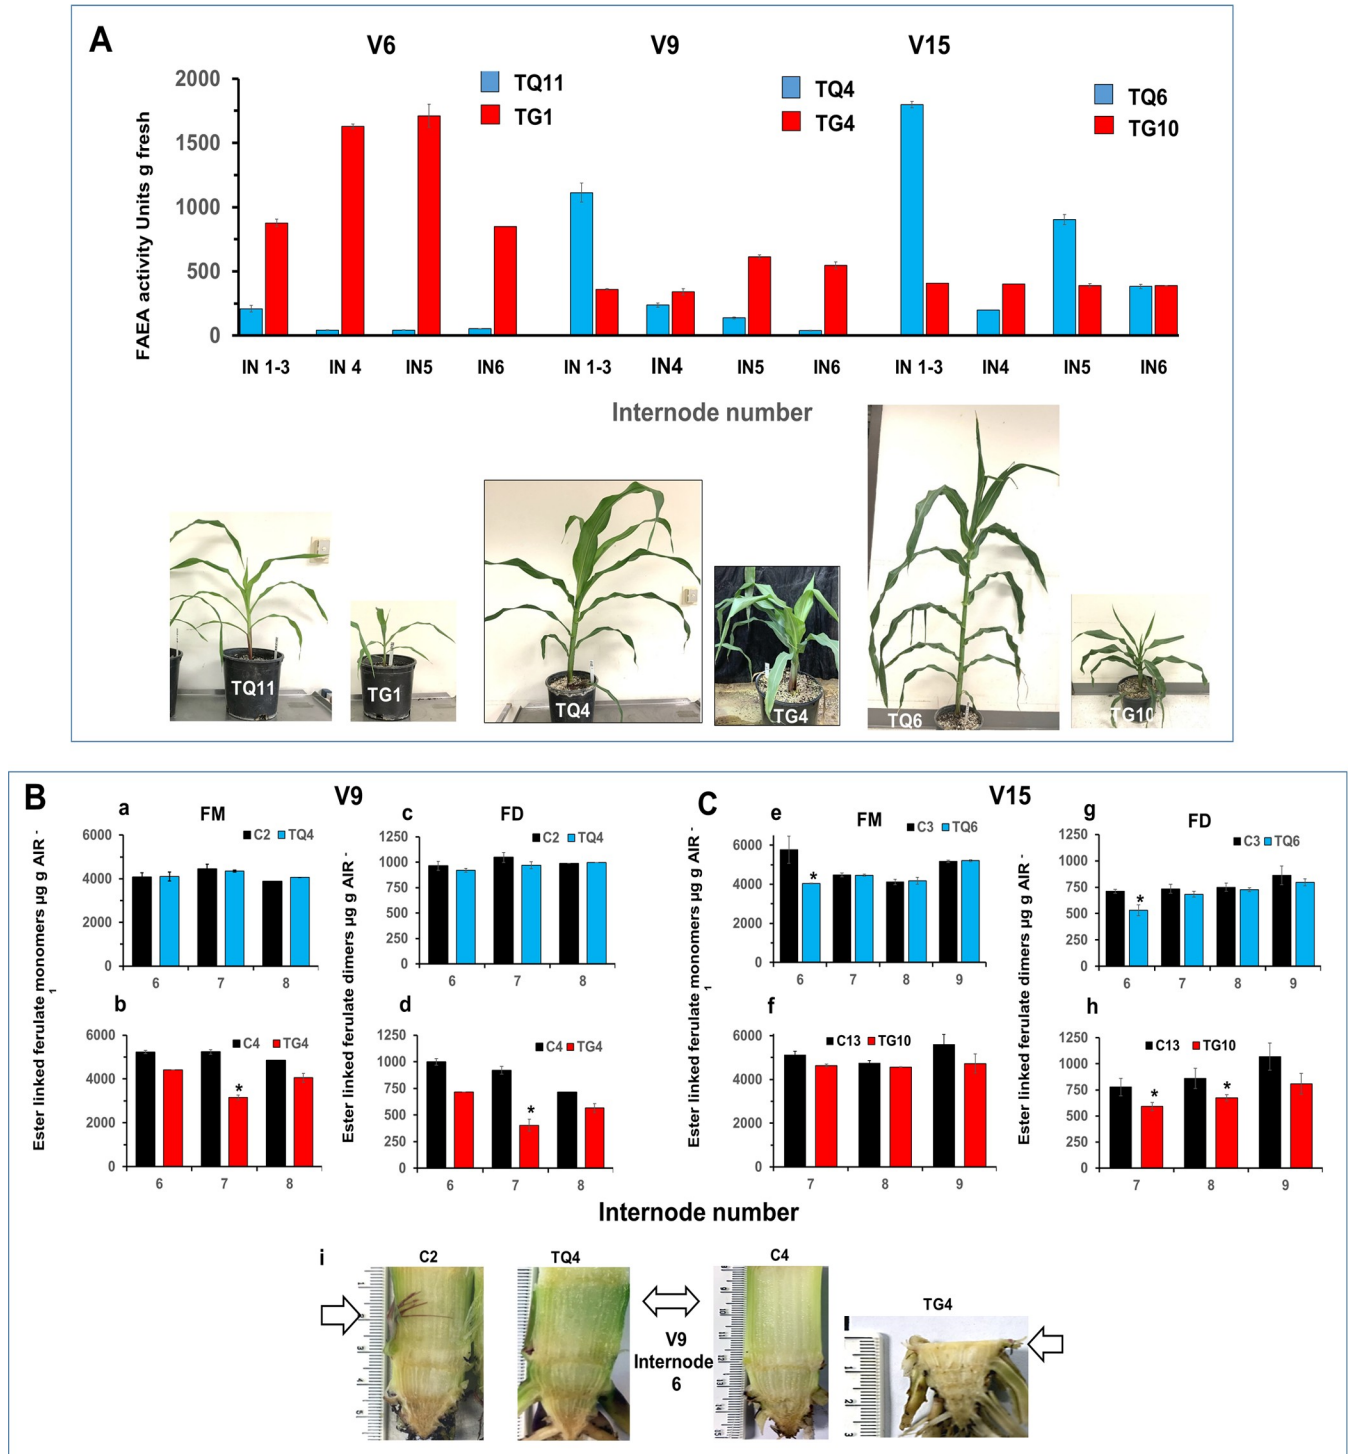 A
V6
V9
V15
TQ11
TG1
TQ4
TG4
TQ6
TG10
FAEA activity Units g fresh
2000
1500
1000
500
0
IN 1-3
IN 4
IN5
IN6
IN 1-3
IN4
IN5
IN6
IN 1-3
IN4
IN5
IN6
Internode number
TQ11
TG1
TQ4
TG4
TQ6
TG10
B
V9
C
V15
Ester linked ferulate monomers µg g AIR -
1
a
FM
C2
TQ4
6000
4000
2000
0
6
7
8
b
C4
TG4
6000
4000
2000
0
*
6
7
8
Ester linked ferulate dimers µg g AIR -
c
FD
C2
TQ4
1250
1000
750
500
250
0
6
7
8
d
C4
TG4
1250
1000
750
500
250
0
*
6
7
8
Ester linked ferulate monomers µg g AIR -
1
e
FM
C3
TQ6
6000
4000
2000
0
*
6
7
8
9
f
C13
TG10
6000
4000
2000
0
7
8
9
Ester linked ferulate dimers µg g AIR -
g
FD
C3
TQ6
1250
1000
750
500
250
0
*
6
7
8
9
h
C13
TG10
1250
1000
750
500
250
0
*
*
7
8
9
Internode number
i
C2
TQ4
C4
TG4
V9
Internode
6